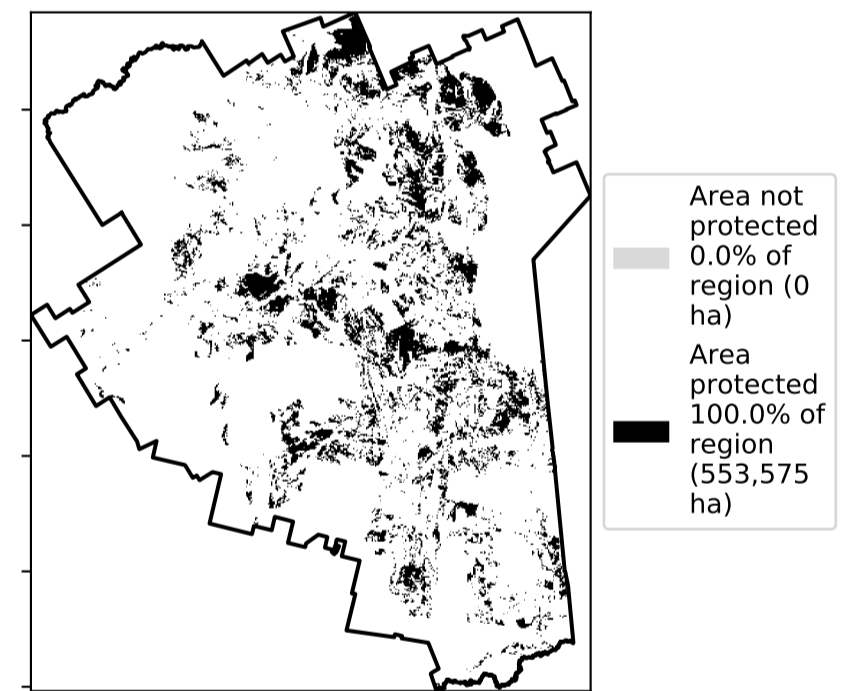 Area not
protected
0.0% of
region (0
ha)
Area
protected
100.0% of
region
(553,575
ha)